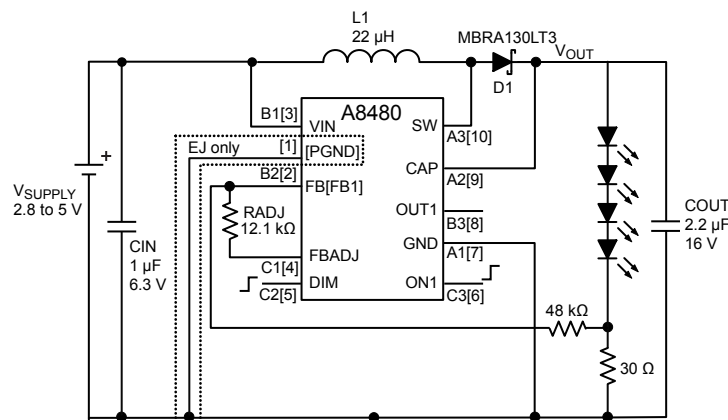 L1
22 µH
MBRA130LT3
VOUT
D1
A8480
B1[3]
VIN
SW
A3[10]
EJ only
[1]
[PGND]
B2[2]
FB[FB1]
CAP
A2[9]
VSUPPLY
2.8 to 5 V
+
CIN
1 µF
6.3 V
RADJ
12.1 kΩ
OUT1
B3[8]
GND
A1[7]
FBADJ
C1[4]
DIM
C2[5]
ON1
C3[6]
COUT
2.2 µF
16 V
48 kΩ
30 Ω